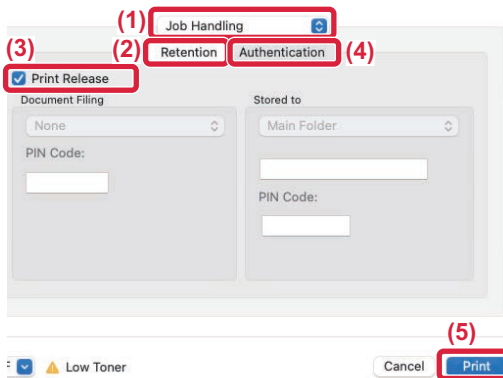 (1) Job Handling
(3) (2) Retention Authentication (4)
Print Release
Document Filing Stored to
None Main Folder
PIN Code:
PIN Code:
(5)
Low Toner Cancel Print